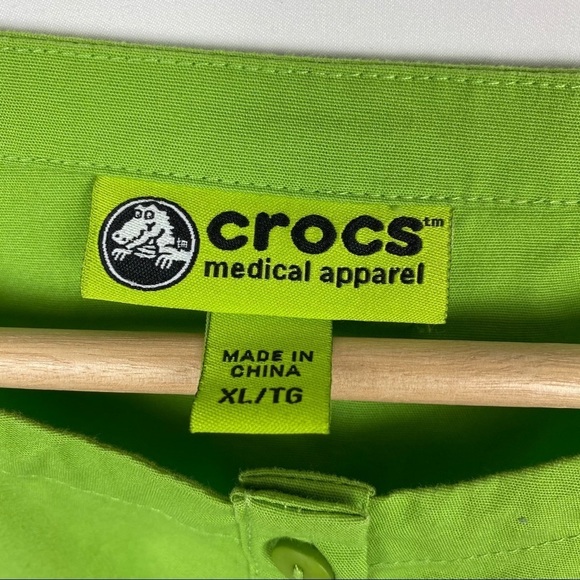 crocs™
medical apparel
MADE IN
CHINA
XL/TG